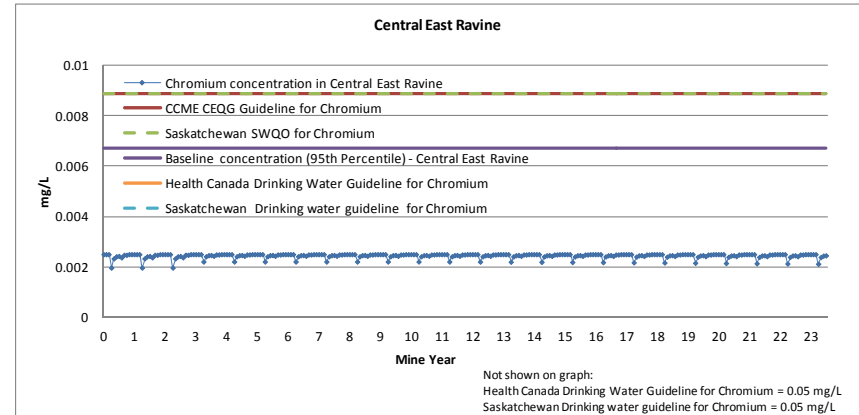 Central East Ravine
0.01
0.008
0.006
0.004
0.002
0
mg/L
Chromium concentration in Central East Ravine
CCME CEQG Guideline for Chromium
Saskatchewan SWQO for Chromium
Baseline concentration (95th Percentile) - Central East Ravine
Health Canada Drinking Water Guideline for Chromium
Saskatchewan Drinking water guideline for Chromium
0 1 2 3 4 5 6 7 8 9 10 11 12 13 14 15 16 17 18 19 20 21 22 23
Mine Year
Not shown on graph:
Health Canada Drinking Water Guideline for Chromium = 0.05 mg/L
Saskatchewan Drinking water guideline for Chromium = 0.05 mg/L